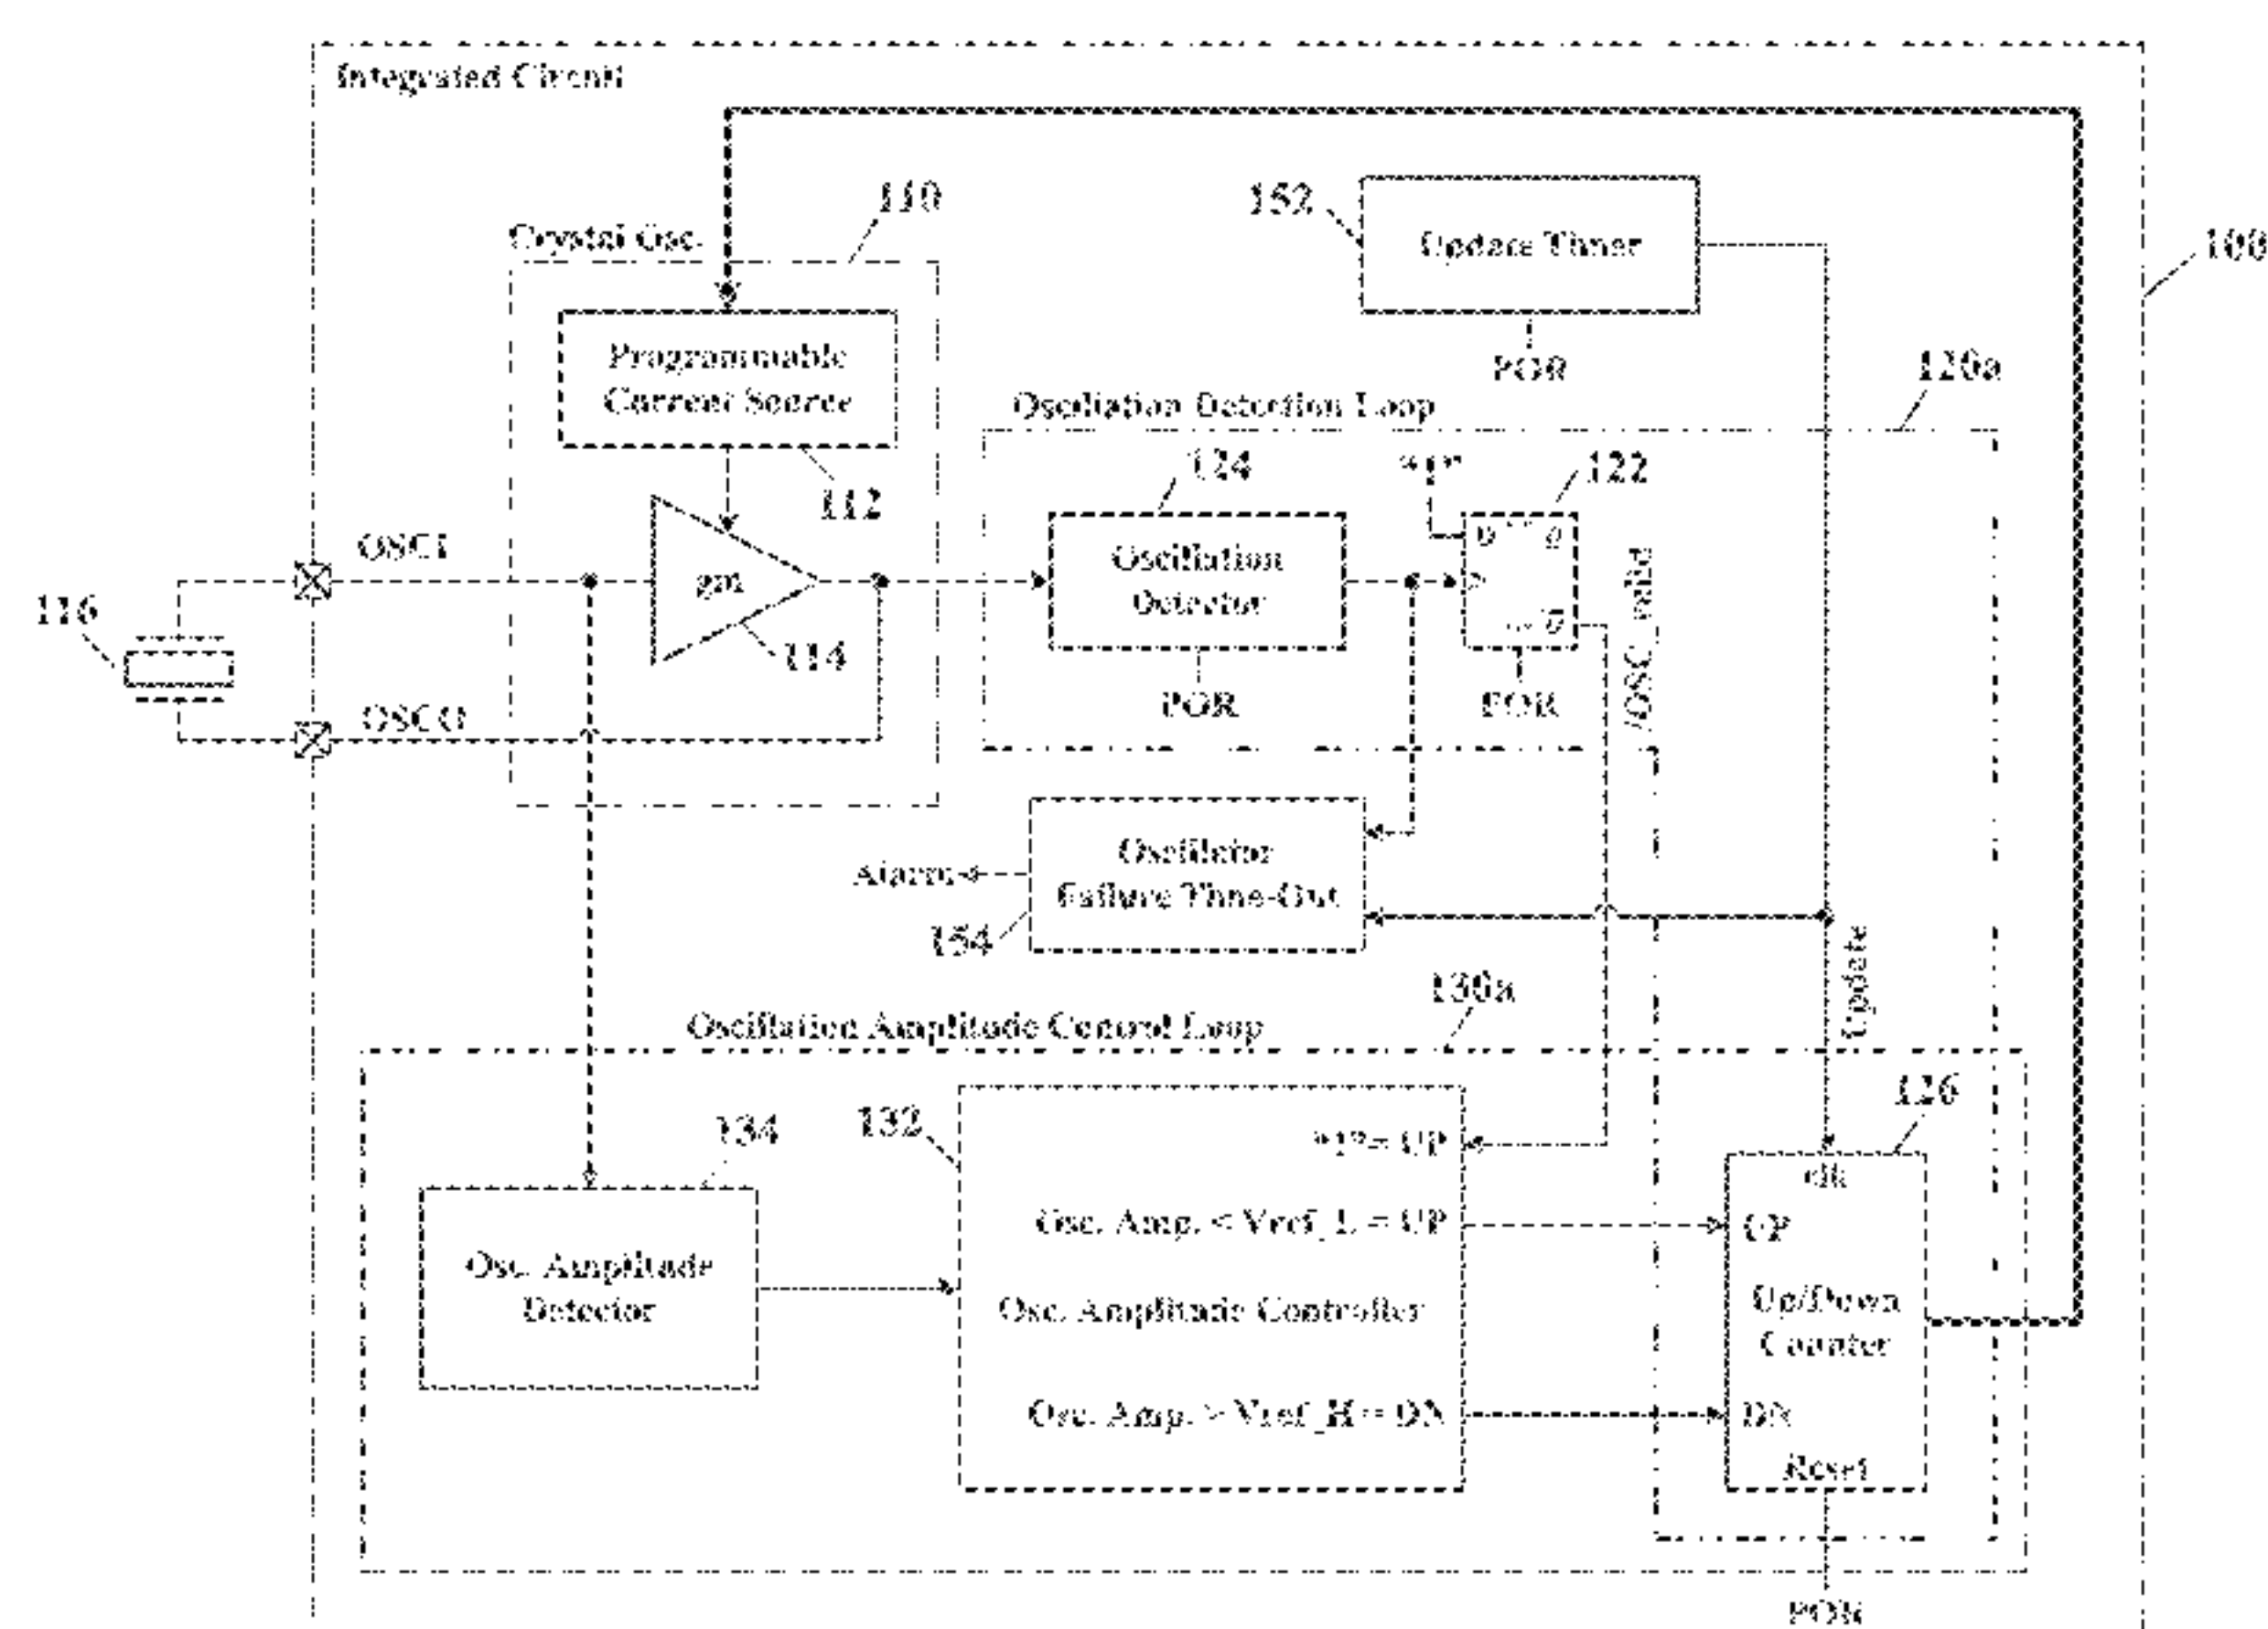 Integrated Circuit
110
152
Update Timer
100
Crystal Osc.
POR
Programmable
Current Source
120a
Oscillation Detection Loop
112
124
"1"
122
OSCI
gm
Oscillation
Detector
D
Q
Q
116
114
POR
POR
/OSC_valid
OSCO
Oscillator
Failure Time-Out
Alarm
154
Update
130a
Oscillation Amplitude Control Loop
126
134
132
"1" = UP
clk
Osc. Amp. < Vref_L = UP
UP
Osc. Amplitude
Detector
Osc. Amplitude Controller
Up/Down
Counter
Osc. Amp. > Vref_H = DN
DN
Reset
POR